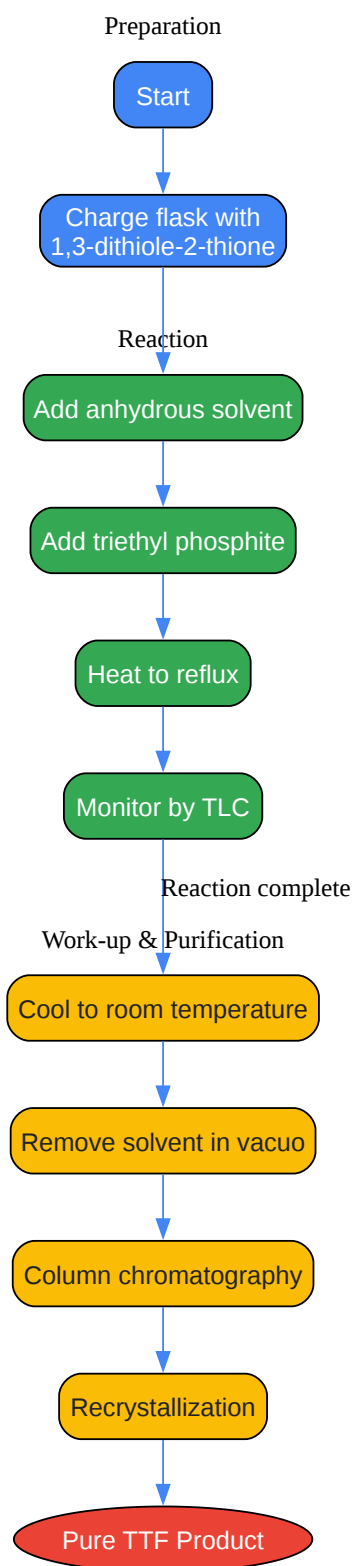 Preparation
Start
Charge flask with
1,3-dithiole-2-thione
Reaction
Add anhydrous solvent
Add triethyl phosphite
Heat to reflux
Monitor by TLC
Reaction complete
Work-up & Purification
Cool to room temperature
Remove solvent in vacuo
Column chromatography
Recrystallization
Pure TTF Product